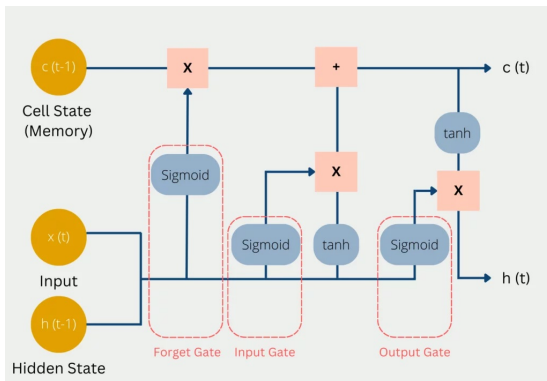 c (t-1)
X
+
c (t)
Cell State
(Memory)
tanh
Sigmoid
X
X
x (t)
Sigmoid
tanh
Sigmoid
Input
h (t)
h (t-1)
Forget Gate
Input Gate
Output Gate
Hidden State